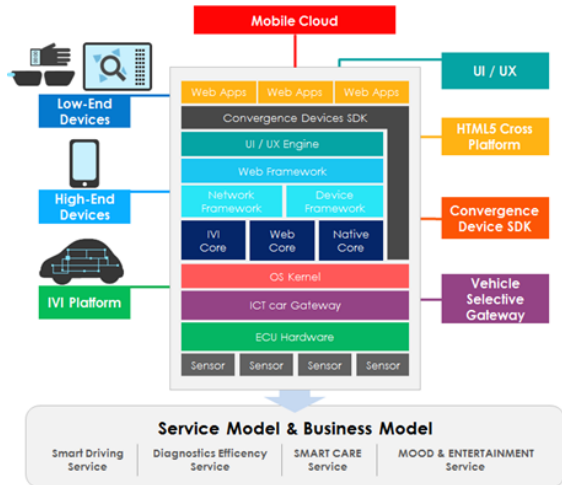 Mobile Cloud
UI / UX
Low-End
Devices
HTML5 Cross
Platform
High-End
Devices
Convergence
Device SDK
IVI Platform
Vehicle
Selective
Gateway
Web Apps Web Apps Web Apps
Convergence Devices SDK
UI / UX Engine
Web Framework
Network
Framework
Device
Framework
IVI
Core
Web
Core
Native
Core
OS Kernel
ICT car Gateway
ECU Hardware
Sensor Sensor Sensor Sensor
Service Model & Business Model
Smart Driving
Service
Diagnostics Efficency
Service
SMART CARE
Service
MOOD & ENTERTAINMENT
Service